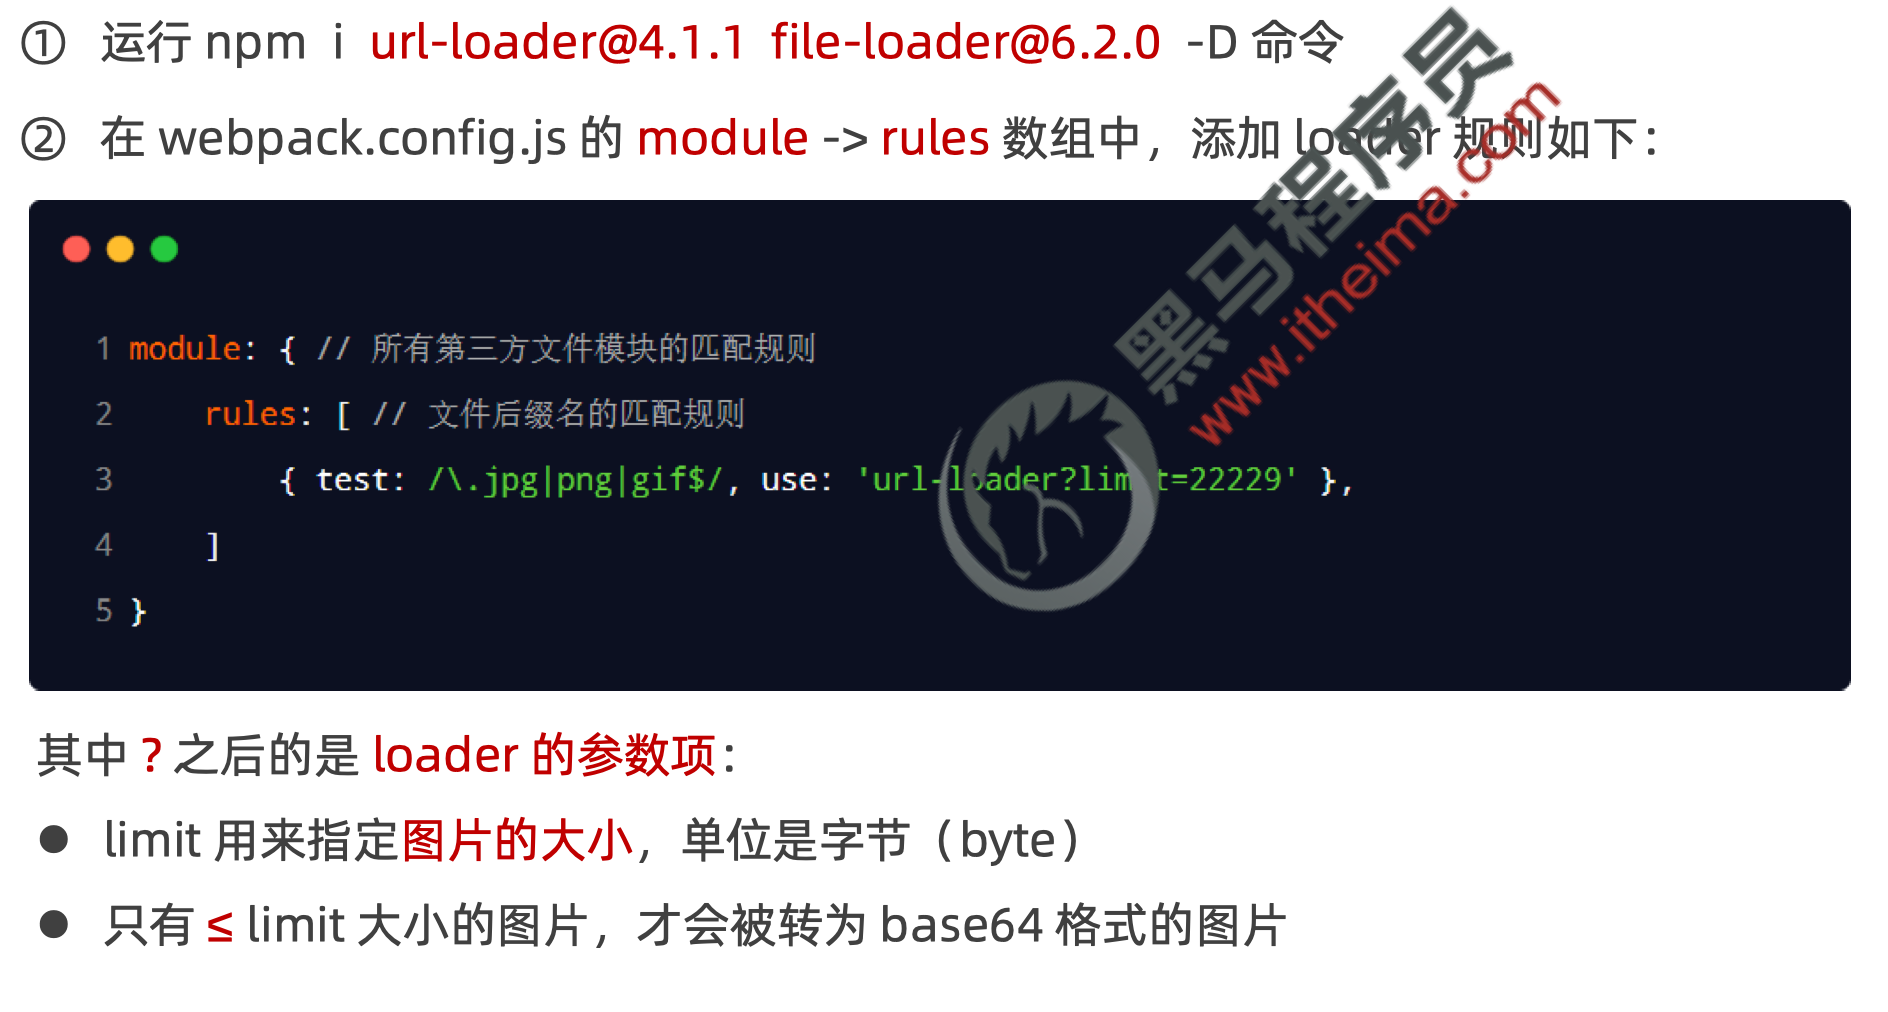 ① 运行 npm i url-loader@4.1.1 file-loader@6.2.0 -D 命令
② 在 webpack.config.js 的 module -> rules 数组中，添加 loader 规则如下：
1 module: { // 所有第三方文件模块的匹配规则
2 rules: [ // 文件后缀名的匹配规则
3 { test: /\.jpg|png|gif$/, use: 'url-loader?limit=22229' },
4 ]
5 }
黑马程序员
www.itheima.com
其中 ? 之后的是 loader 的参数项：
● limit 用来指定图片的大小，单位是字节（byte）
● 只有 ≤ limit 大小的图片，才会被转为 base64 格式的图片